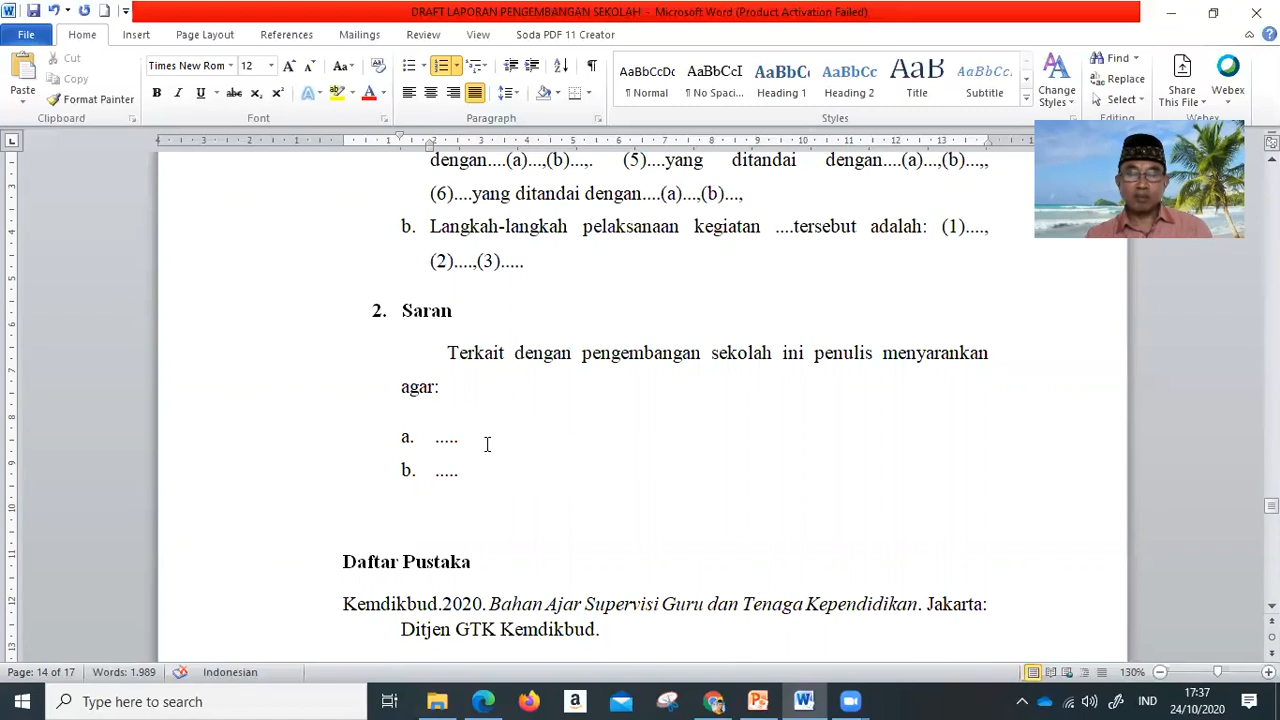 DRAFT LAPORAN PENGEMBANGAN SEKOLAH - Microsoft Word (Product Activation Failed)
File Home Insert Page Layout References Mailings Review View Soda PDF 11 Creator
Paste Cut Copy Format Painter
Clipboard
Times New Rom 12
Font
Paragraph
AaBbCcDc AaBbCcI AaBbC AaBbCc AaB AaBbCc.
¶ Normal ¶ No Spaci... Heading 1 Heading 2 Title Subtitle
Change Styles
Styles
Find
Replace
Select
Editing
Share This File
Webex
Webex
dengan....(a)...,(b)...,. (5)....yang ditandai dengan....(a)...,(b)...,,
(6)....yang ditandai dengan....(a)...,(b)...,
b. Langkah-langkah pelaksanaan kegiatan ....tersebut adalah: (1)....,
(2)....,(3).....
2. Saran
Terkait dengan pengembangan sekolah ini penulis menyarankan
agar:
a. .....
b. .....
Daftar Pustaka
Kemdikbud.2020. Bahan Ajar Supervisi Guru dan Tenaga Kependidikan. Jakarta:
Ditjen GTK Kemdikbud.
Page: 14 of 17 Words: 1.989 Indonesian 130%
Type here to search
IND
17:37
24/10/2020